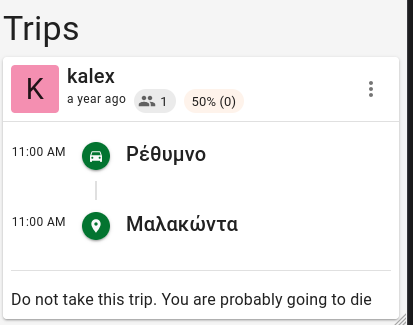 Trips
K
kalex
a year ago 1 50% (0)
11:00 AM Ρέθυμνο
11:00 AM Μαλακώντα
Do not take this trip. You are probably going to die